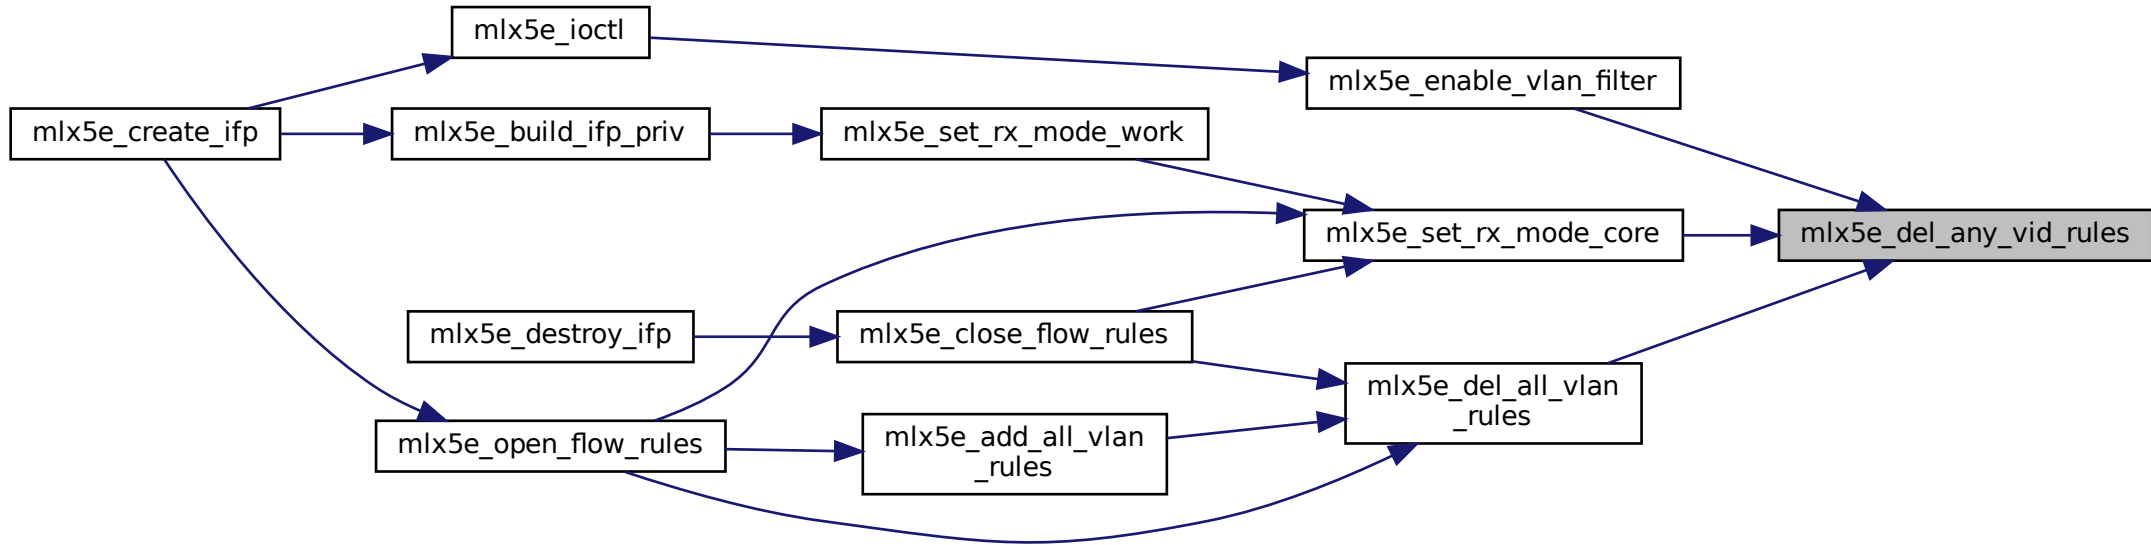 mlx5e_ioctl
mlx5e_enable_vlan_filter
mlx5e_create_ifp
mlx5e_build_ifp_priv
mlx5e_set_rx_mode_work
mlx5e_set_rx_mode_core
mlx5e_del_any_vid_rules
mlx5e_destroy_ifp
mlx5e_close_flow_rules
mlx5e_del_all_vlan
_rules
mlx5e_open_flow_rules
mlx5e_add_all_vlan
_rules